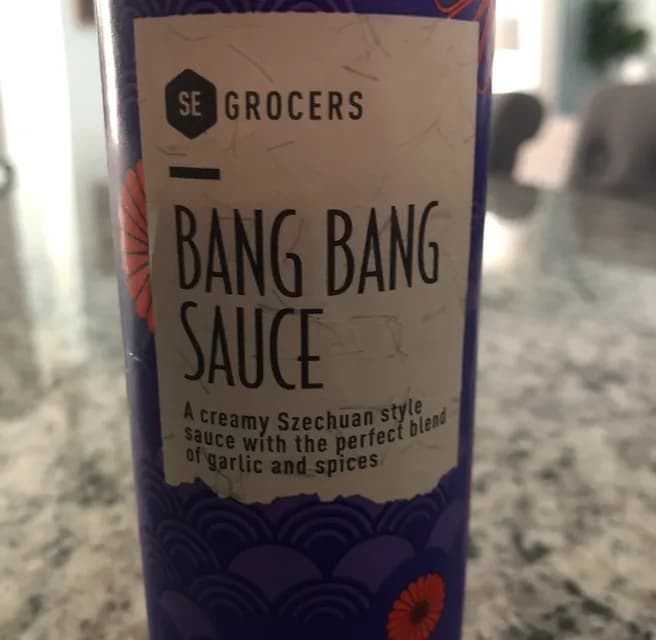 SE GROCERS
BANG BANG
SAUCE
A creamy Szechuan style
sauce with the perfect blend
of garlic and spices